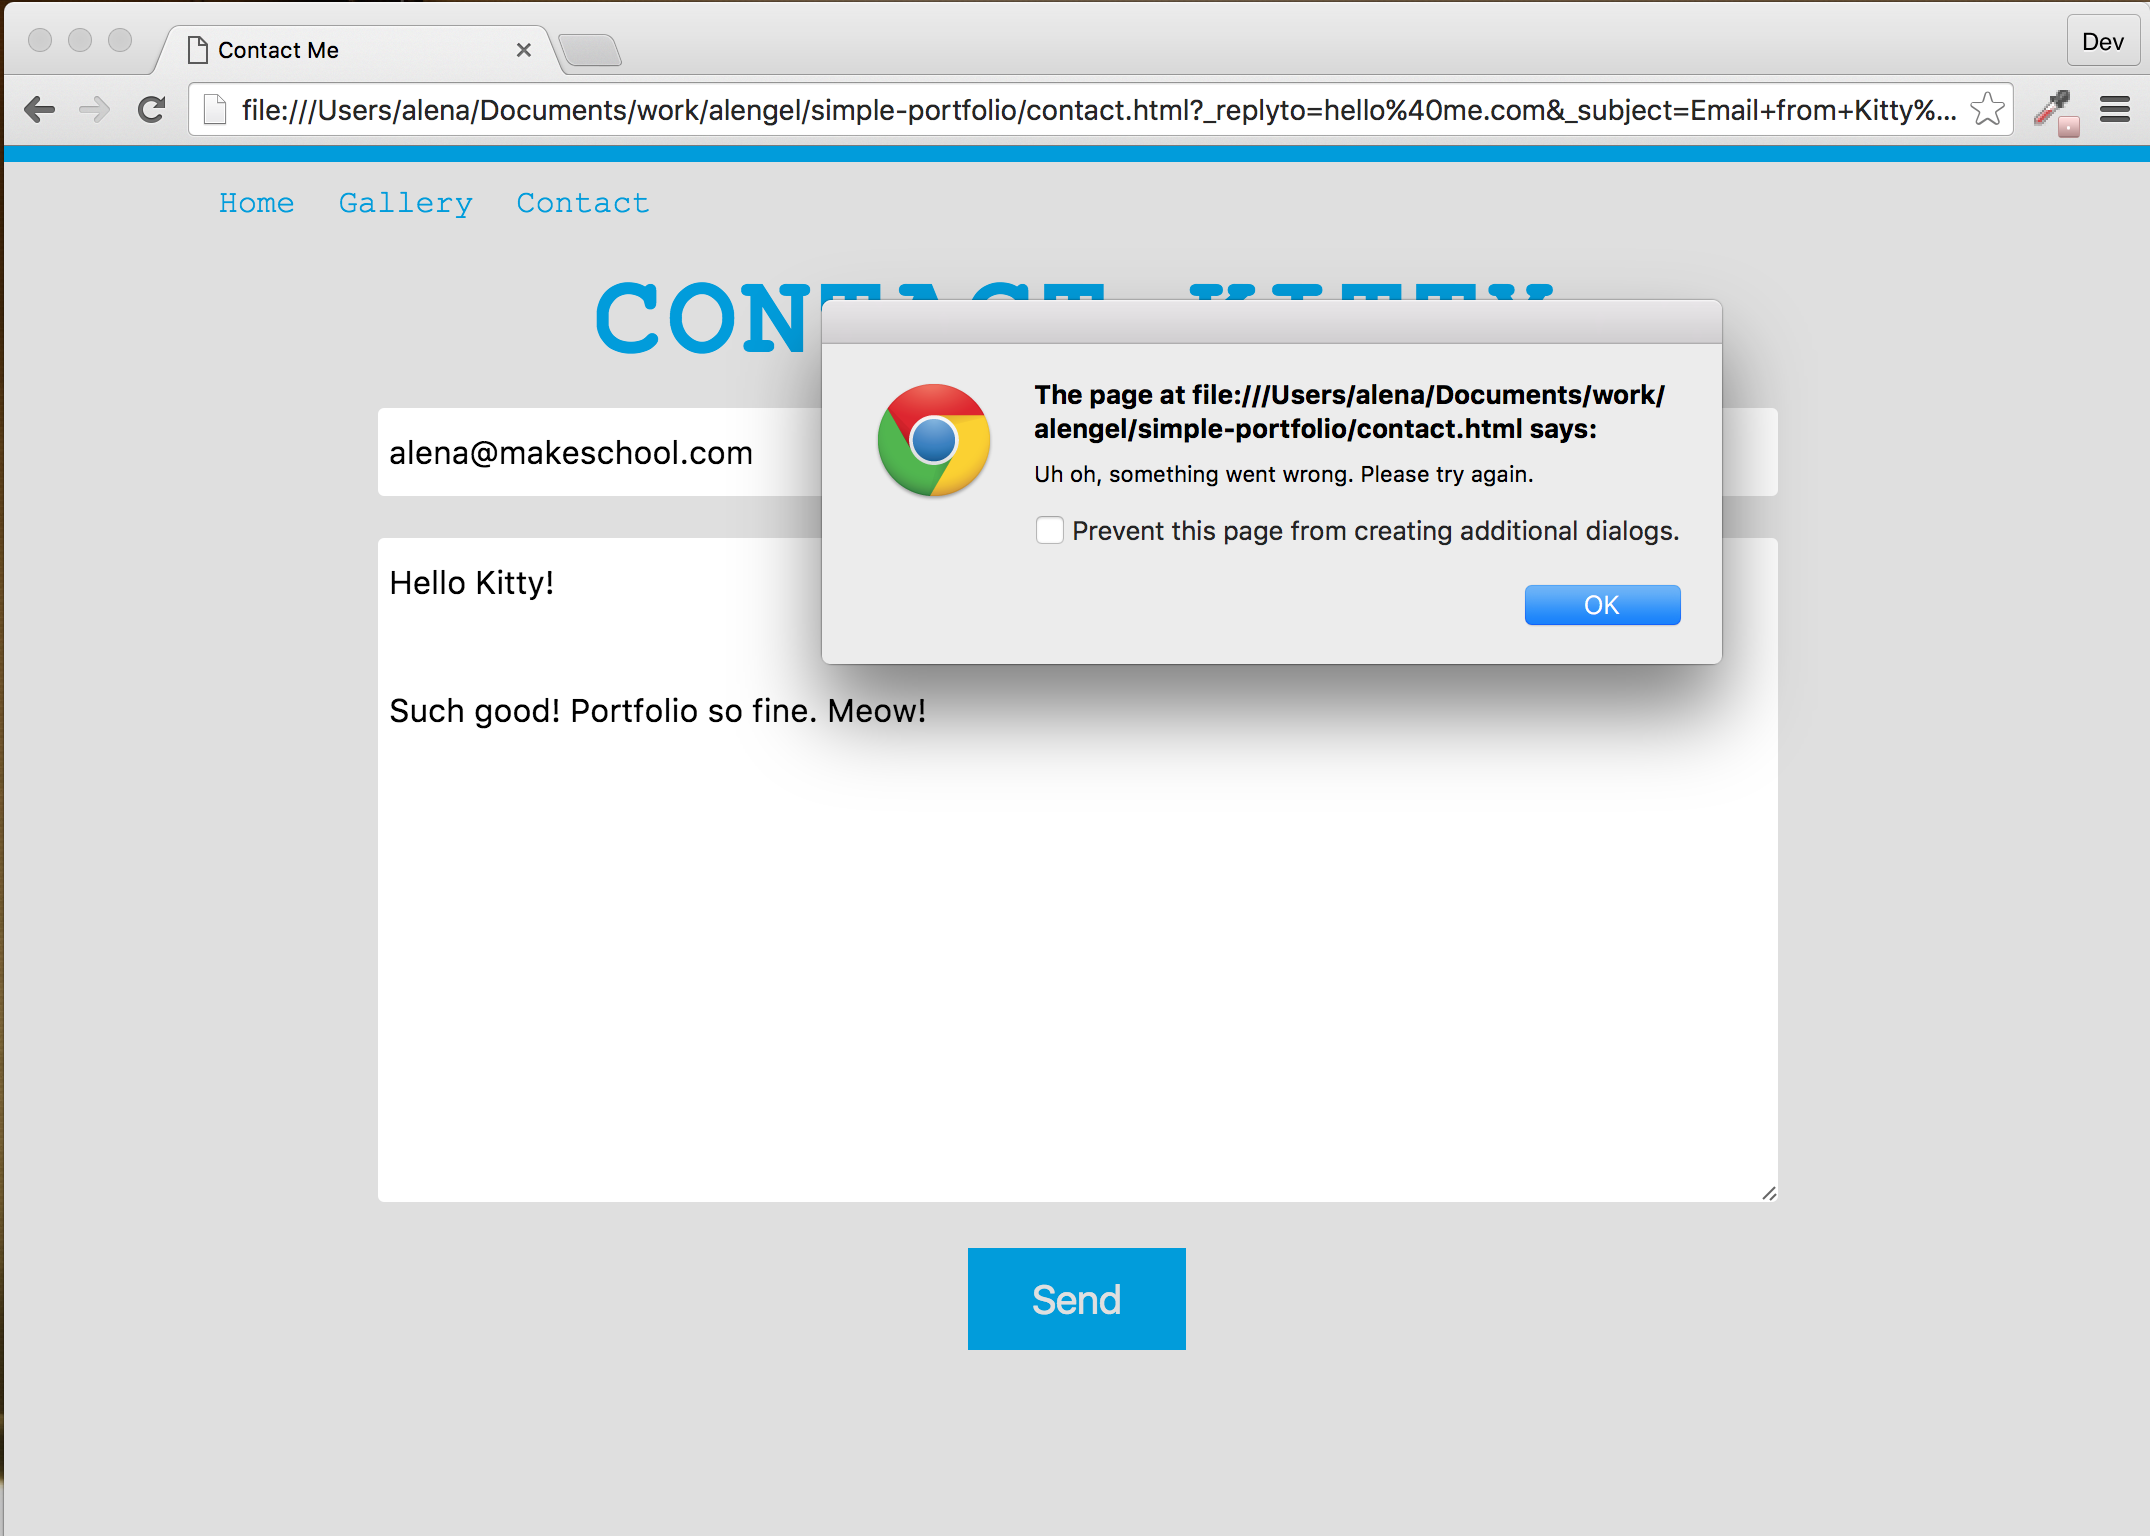 Contact Me
Dev
file:///Users/alena/Documents/work/alengel/simple-portfolio/contact.html?_replyto=hello%40me.com&_subject=Email+from+Kitty%...
Home Gallery Contact
CONTACT KITTY
The page at file:///Users/alena/Documents/work/
alengel/simple-portfolio/contact.html says:
Uh oh, something went wrong. Please try again.
Prevent this page from creating additional dialogs.
OK
alena@makeschool.com
Hello Kitty!
Such good! Portfolio so fine. Meow!
Send